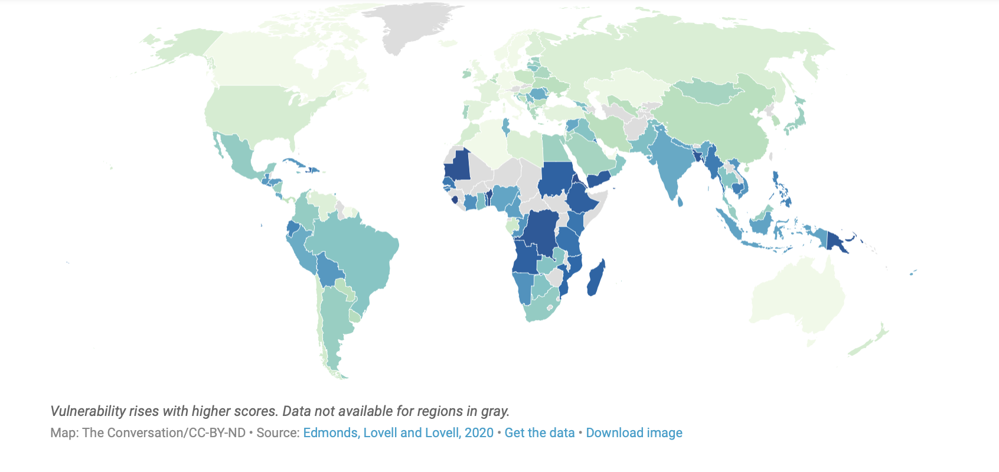 Vulnerability rises with higher scores. Data not available for regions in gray.
Map: The Conversation/CC-BY-ND • Source: Edmonds, Lovell and Lovell, 2020 • Get the data • Download image